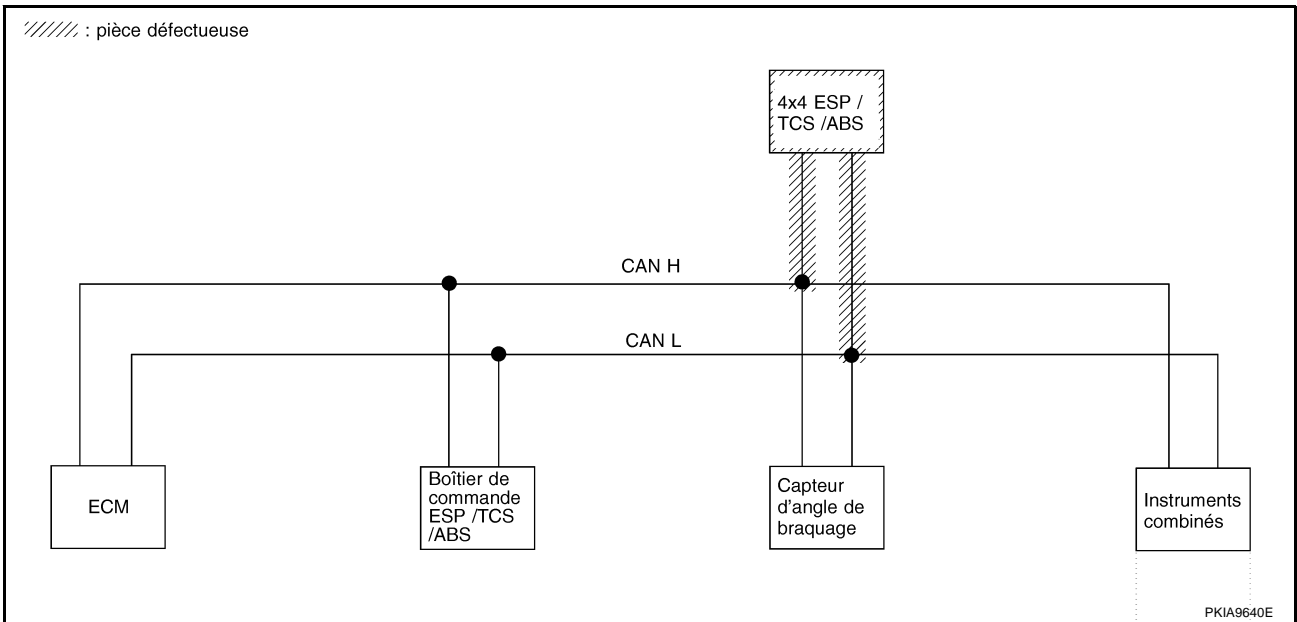 : pièce défectueuse
4x4 ESP /
TCS /ABS
CAN H
CAN L
ECM
Boîtier de
commande
ESP /TCS
/ABS
Capteur
d'angle de
braquage
Instruments
combinés
PKIA9640E